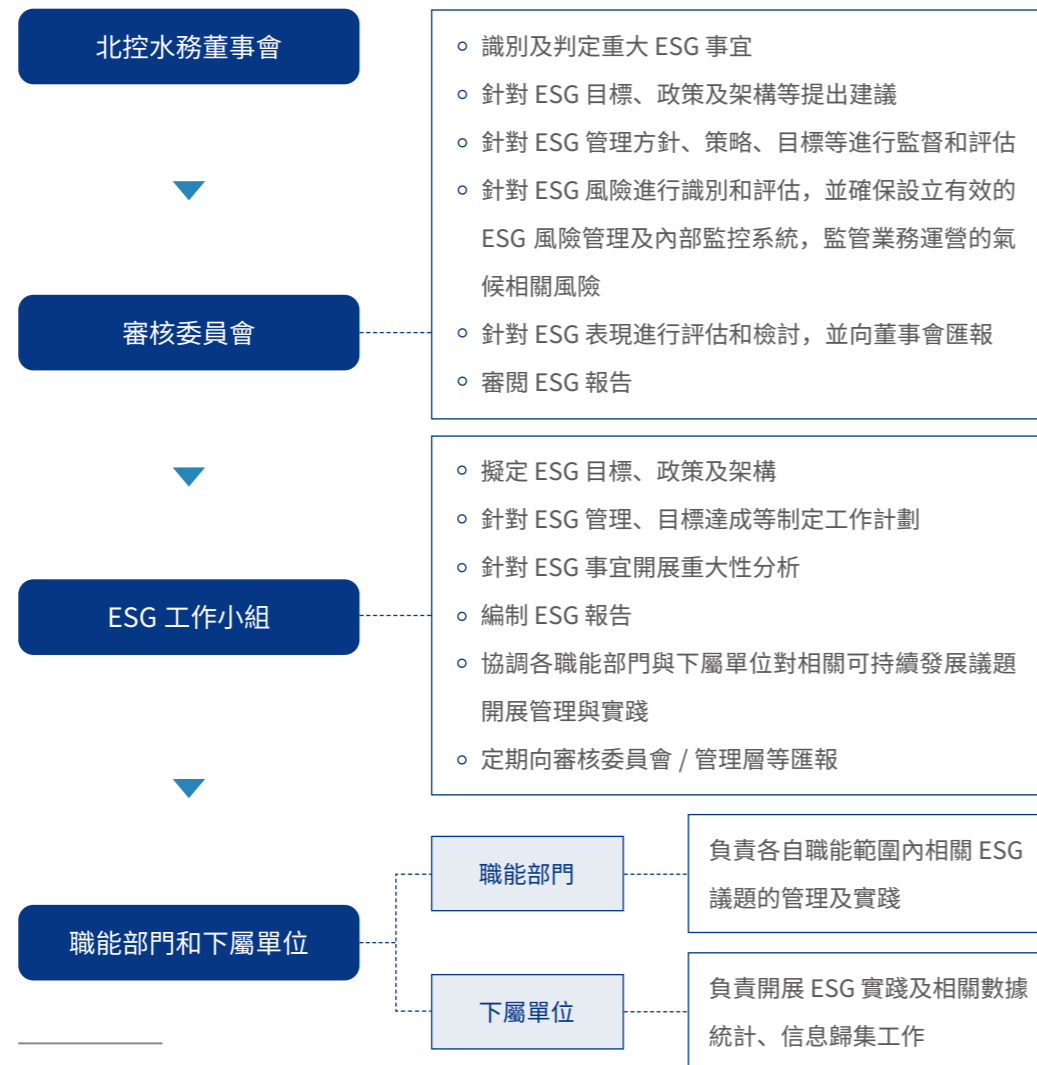 北控水務董事會
識別及判定重大 ESG 事宜
針對 ESG 目標、政策及架構等提出建議
針對 ESG 管理方針、策略、目標等進行監督和評估
針對 ESG 風險進行識別和評估，並確保設立有效的
ESG 風險管理及內部監控系統，監管業務運營的氣
候相關風險
審核委員會
針對 ESG 表現進行評估和檢討，並向董事會匯報
審閱 ESG 報告
擬定 ESG 目標、政策及架構
針對 ESG 管理、目標達成等制定工作計劃
針對 ESG 事宜開展重大性分析
ESG 工作小組
編制 ESG 報告
協調各職能部門與下屬單位對相關可持續發展議題
開展管理與實踐
定期向審核委員會 / 管理層等匯報
職能部門和下屬單位
職能部門
負責各自職能範圍內相關 ESG
議題的管理及實踐
下屬單位
負責開展 ESG 實踐及相關數據
統計、信息歸集工作